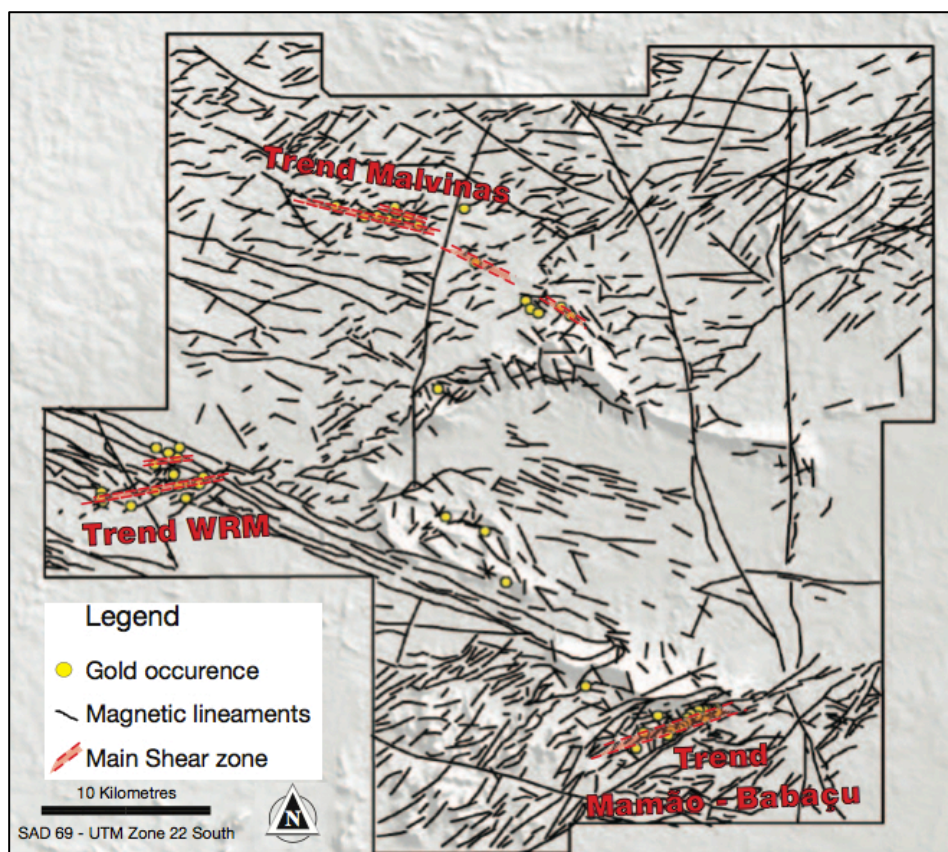 Trend Malvinas
Trend WRM
Legend
Gold occurence
Magnetic lineaments
Main Shear zone
10 Kilometres
SAD 69 - UTM Zone 22 South
N
Trend
Mamão - Babaçu